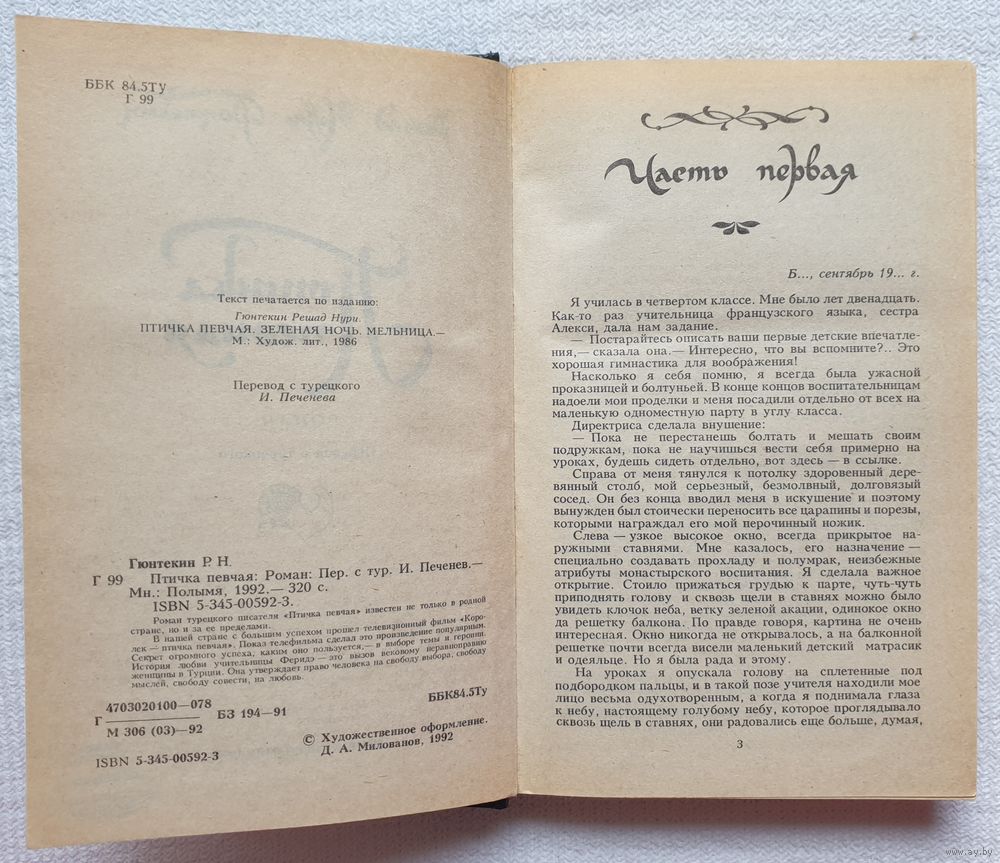 ББК 84.5ТУ
Г 99
Текст печатается по изданию:
Гюнтекин Решад Нури.
ПТИЧКА ПЕВЧАЯ. ЗЕЛЕНАЯ НОЧЬ. МЕЛЬНИЦА.—
М.: Худож. лит., 1986
Перевод с турецкого
И. Печенева
Гюнтекин Р. Н.
Г 99 Птичка певчая: Роман: Пер. с тур. И. Печенев.—
Мн.: Полымя, 1992.— 320 с.
ISBN 5-345-00592-3.
Роман турецкого писателя «Птичка певчая» известен не только в родной
стране, но и за ее пределами.
В нашей стране с большим успехом прошел телевизионный фильм «Коро-
лек — птичка певчая». Показ телефильма сделал это произведение популярным.
Секрет огромного успеха, каким оно пользуется,— в выборе темы и героини.
История любви учительницы Феридэ — это вызов вековому неравноправию
женщины в Турции. Она утверждает право человека на свободу выбора, свободу
мыслей, свободу совести, на любовь.
4703020100—078
Г БЗ 194—91
М 306 (03)—92
ББК84.5Ту
ISBN 5-345-00592-3
© Художественное оформление.
Д. А. Милованов, 1992
Часть первая
Б..., сентябрь 19... г.
Я училась в четвертом классе. Мне было лет двенадцать.
Как-то раз учительница французского языка, сестра
Алекси, дала нам задание.
— Постарайтесь описать ваши первые детские впечатле-
ния,— сказала она.— Интересно, что вы вспомните?.. Это
хорошая гимнастика для воображения!
Насколько я себя помню, я всегда была ужасной
проказницей и болтуньей. В конце концов воспитательницам
надоели мои проделки и меня посадили отдельно от всех на
маленькую одноместную парту в углу класса.
Директриса сделала внушение:
— Пока не перестанешь болтать и мешать своим
подружкам, пока не научишься вести себя примерно на
уроках, будешь сидеть отдельно, вот здесь — в ссылке.
Справа от меня тянулся к потолку здоровенный дере-
вянный столб, мой серьезный, безмолвный, долговязый
сосед. Он без конца вводил меня в искушение и поэтому
вынужден был стоически переносить все царапины и порезы,
которыми награждал его мой перочинный ножик.
Слева — узкое высокое окно, всегда прикрытое на-
ружными ставнями. Мне казалось, его назначение —
специально создавать прохладу и полумрак, неизбежные
атрибуты монастырского воспитания. Я сделала важное
открытие. Стоило прижаться грудью к парте, чуть-чуть
приподнять голову и сквозь щели в ставнях можно было
увидеть клочок неба, ветку зеленой акации, одинокое окно
да решетку балкона. По правде говоря, картина не очень
интересная. Окно никогда не открывалось, а на балконной
решетке почти всегда висели маленький детский матрасик
и одеяльце. Но я была рада и этому.
На уроках я опускала голову на сплетенные под
подбородком пальцы, и в такой позе учителя находили мое
лицо весьма одухотворенным, а когда я поднимала глаза
к небу, настоящему голубому небу, которое проглядывало
сквозь щель в ставнях, они радовались еще больше, думая,
3
www.ay.by